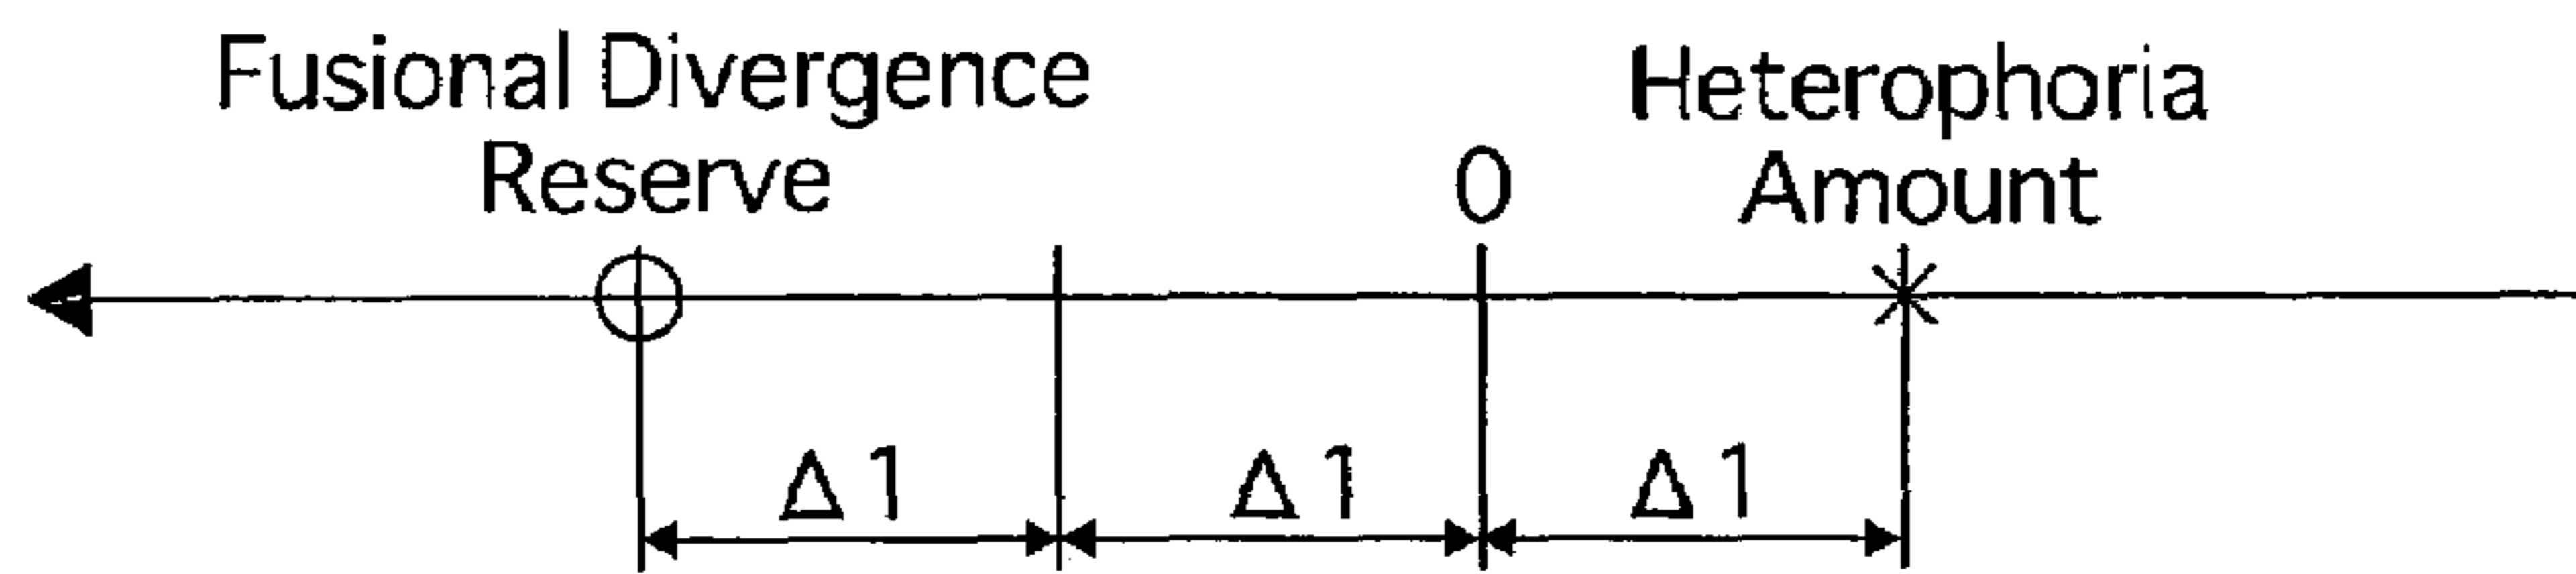 Fusional Divergence
Reserve
0
Heterophoria
Amount
Δ1
Δ1
Δ1